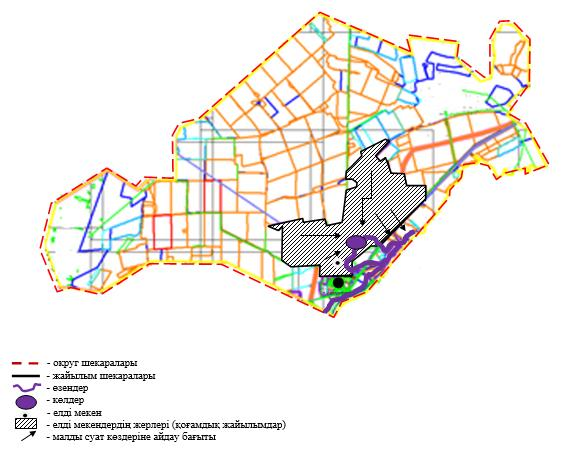 - округ шекаралары
- жайылым шекаралары
- өзендер
- көлдер
- елді мекен
- елді мекендердің жерлері (қоғамдық жайылымдар)
- малды суат көздеріне айдау бағыты